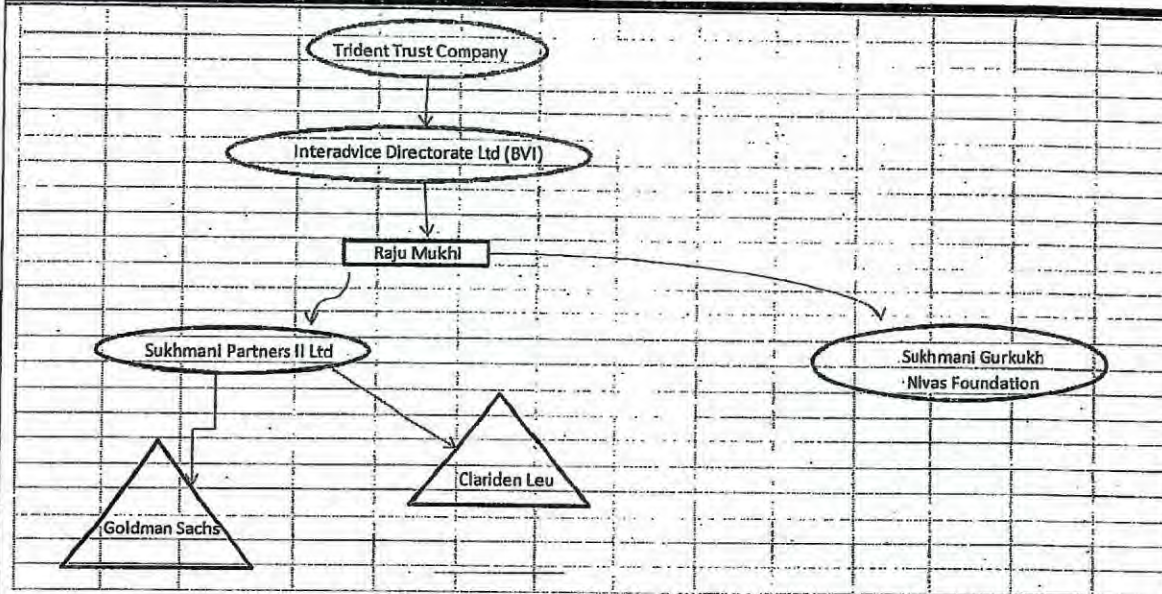 Trident Trust Company
Interadvice Directorate Ltd (BVI)
Raju Mukhi
Sukhmani Partners II Ltd
Sukhmani Gurkukh
Nivas Foundation
Clariden Leu
Goldman Sachs